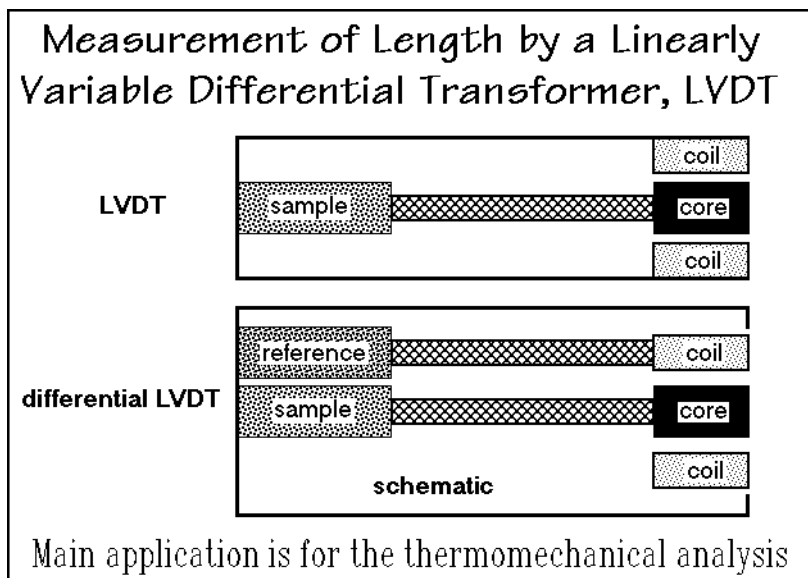 Measurement of Length by a Linearly
Variable Differential Transformer, LVDT
coil
LVDT
sample
core
coil
reference
coil
differential LVDT
sample
core
coil
schematic
Main application is for the thermomechanical analysis